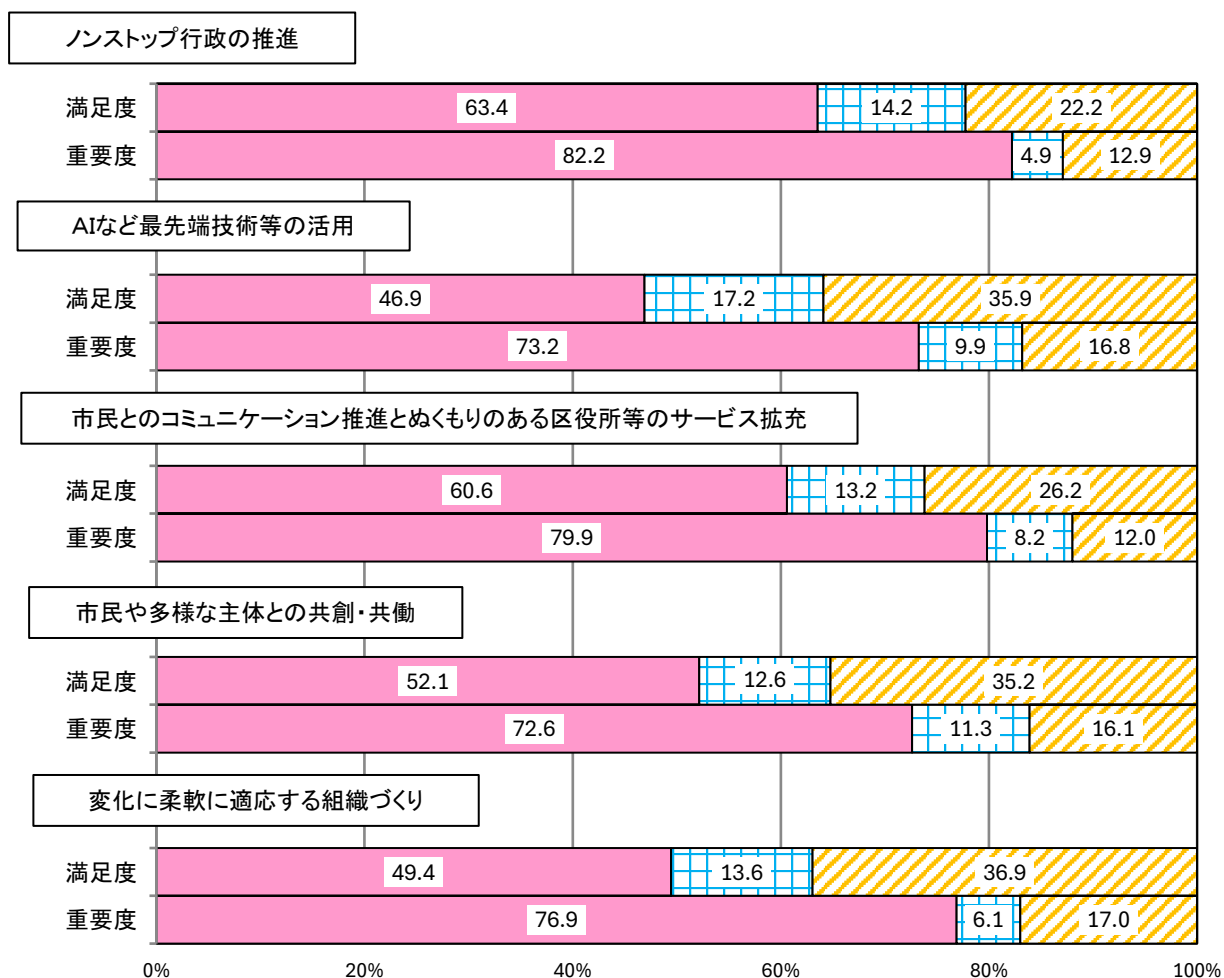 ノンストップ行政の推進
満足度 63.4 14.2 22.2
重要度 82.2 4.9 12.9
AIなど最先端技術等の活用
満足度 46.9 17.2 35.9
重要度 73.2 9.9 16.8
市民とのコミュニケーション推進とぬくもりのある区役所等のサービス拡充
満足度 60.6 13.2 26.2
重要度 79.9 8.2 12.0
市民や多様な主体との共創・共働
満足度 52.1 12.6 35.2
重要度 72.6 11.3 16.1
変化に柔軟に適応する組織づくり
満足度 49.4 13.6 36.9
重要度 76.9 6.1 17.0
0% 20% 40% 60% 80% 100%